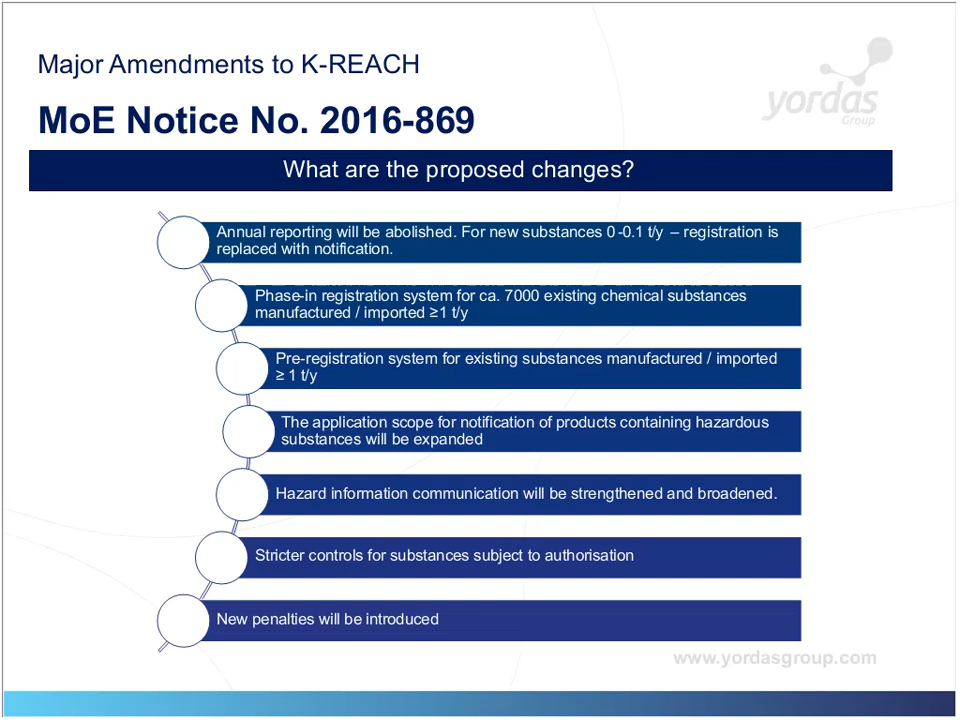 Major Amendments to K-REACH
yordas
Group
MoE Notice No. 2016-869
What are the proposed changes?
Annual reporting will be abolished. For new substances 0-0.1 t/y – registration is
replaced with notification.
Phase-in registration system for ca. 7000 existing chemical substances
manufactured / imported ≥1 t/y
Pre-registration system for existing substances manufactured / imported
≥ 1 t/y
The application scope for notification of products containing hazardous
substances will be expanded
Hazard information communication will be strengthened and broadened.
Stricter controls for substances subject to authorisation
New penalties will be introduced
www.yordasgroup.com